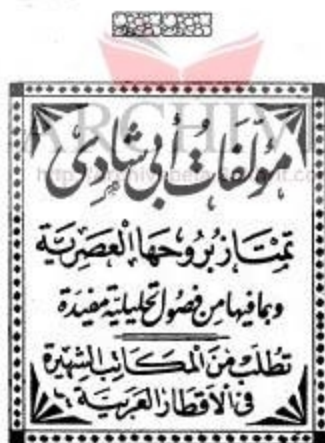 ARCHIV
مؤلفات أبي شادي
تمتاز بروحها العصرية
وبما فيها من فصول تحليلية مفيدة
تطلب من المكاتب الشهيرة
في الأقطار العربية